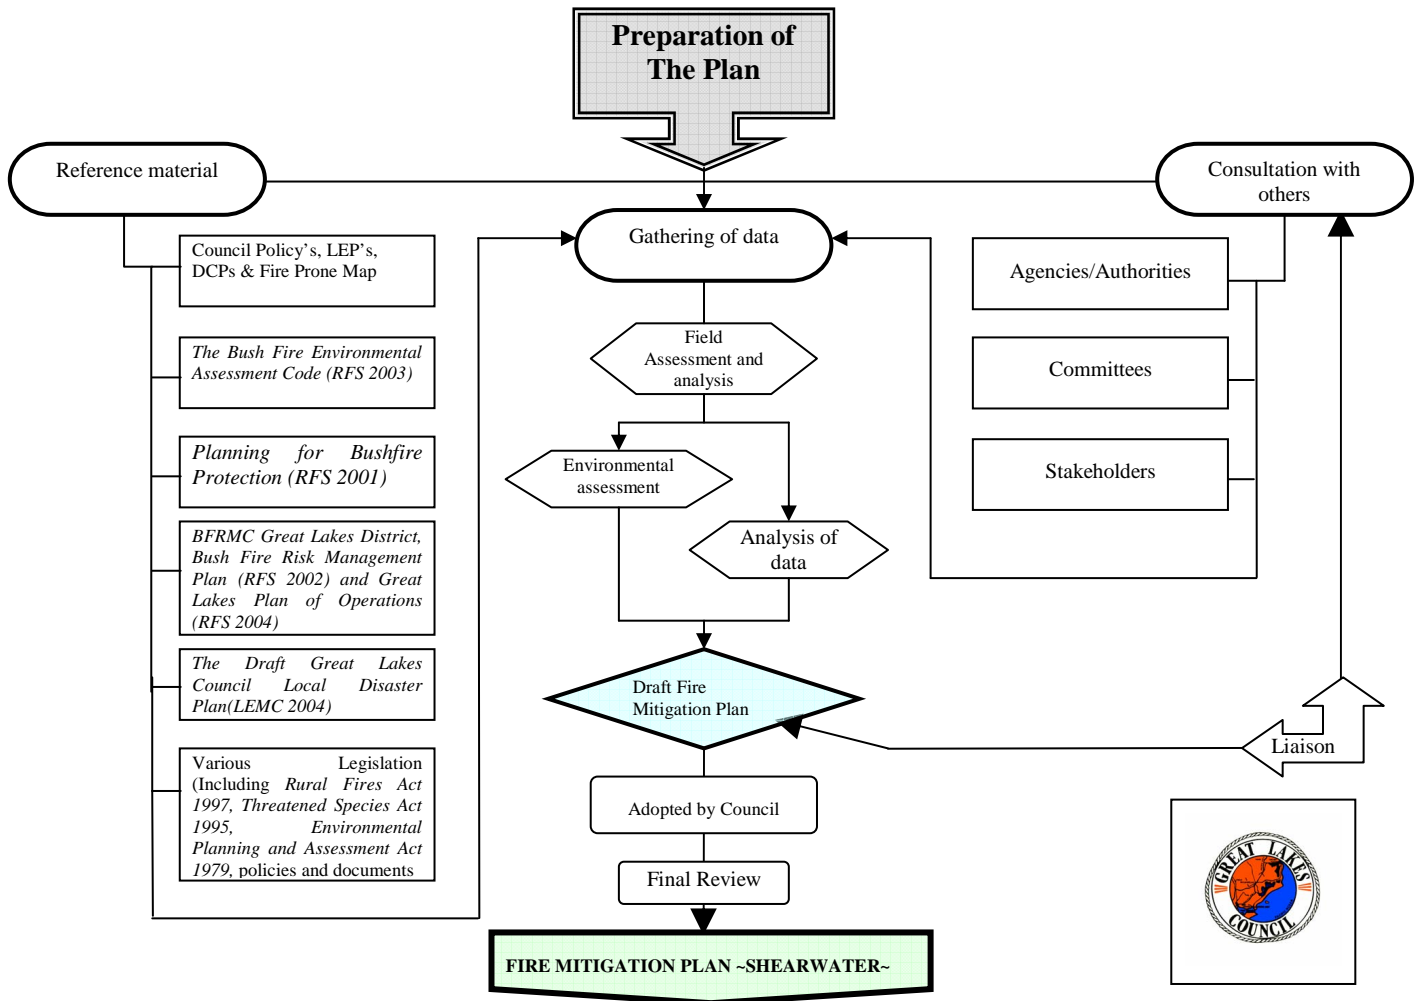 Preparation of
The Plan
Reference material
Consultation with
others
Gathering of data
Council Policy's, LEP's,
DCPs & Fire Prone Map
The Bush Fire Environmental
Assessment Code (RFS 2003)
Planning for Bushfire
Protection (RFS 2001)
BFRMC Great Lakes District,
Bush Fire Risk Management
Plan (RFS 2002) and Great
Lakes Plan of Operations
(RFS 2004)
The Draft Great Lakes
Council Local Disaster
Plan(LEMC 2004)
Various Legislation
(Including Rural Fires Act
1997, Threatened Species Act
1995, Environmental
Planning and Assessment Act
1979, policies and documents
Field
Assessment and
analysis
Environmental
assessment
Analysis of
data
Agencies/Authorities
Committees
Stakeholders
Draft Fire
Mitigation Plan
Liaison
Adopted by Council
Final Review
FIRE MITIGATION PLAN ~SHEARWATER~
GREAT LAKES
COUNCIL